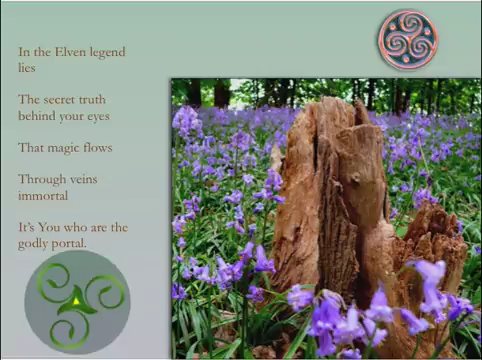 In the Elven legend
lies
The secret truth
behind your eyes
That magic flows
Through veins
immortal
It's You who are the
godly portal.